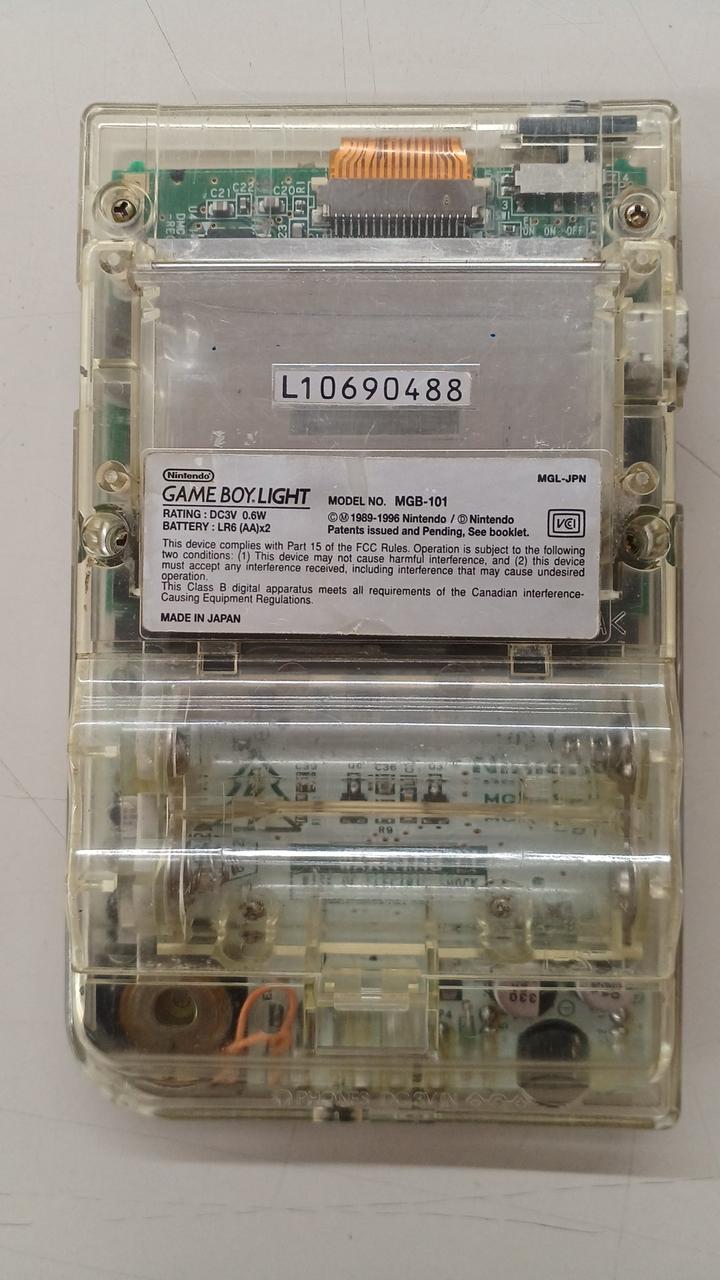 C21
C22
C20
ON ON OFF
L10690488
Nintendo
MGL-JPN
GAME BOY LIGHT
MODEL NO. MGB-101
RATING : DC3V 0.6W
BATTERY : LR6 (AA)x2
©Ⓜ 1989-1996 Nintendo / Ⓓ Nintendo
Patents issued and Pending, See booklet.
VCI
This device complies with Part 15 of the FCC Rules. Operation is subject to the following
two conditions: (1) This device may not cause harmful interference, and (2) this device
must accept any interference received, including interference that may cause undesired
operation.
This Class B digital apparatus meets all requirements of the Canadian interference-
Causing Equipment Regulations.
MADE IN JAPAN
C36
R9
330
PHONES DC3V IN